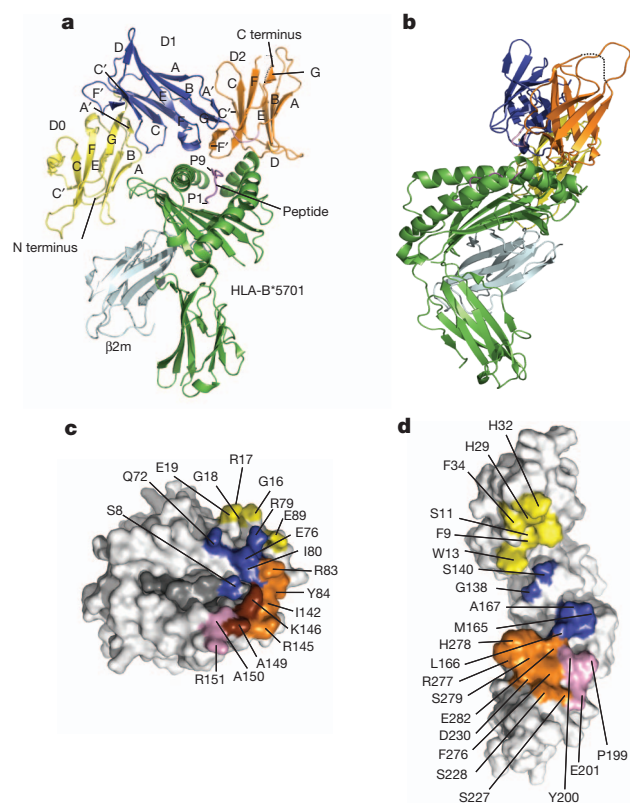 a
C terminus
D
D1
D2
G
A
C
F
C′
B
E
B
A′
A
F′
E
A′
C′
D0
G
C
F
G
F′
D
F
B
C
E
A
P9
C′
P1
Peptide
N terminus
HLA-B*5701
β2m
b
c
R17
E19
G18
G16
Q72
R79
S8
E89
E76
I80
R83
Y84
I142
K146
R145
A149
R151
A150
d
H32
H29
F34
S11
F9
W13
S140
G138
A167
M165
H278
L166
R277
S279
E282
D230
P199
F276
E201
S228
S227
Y200